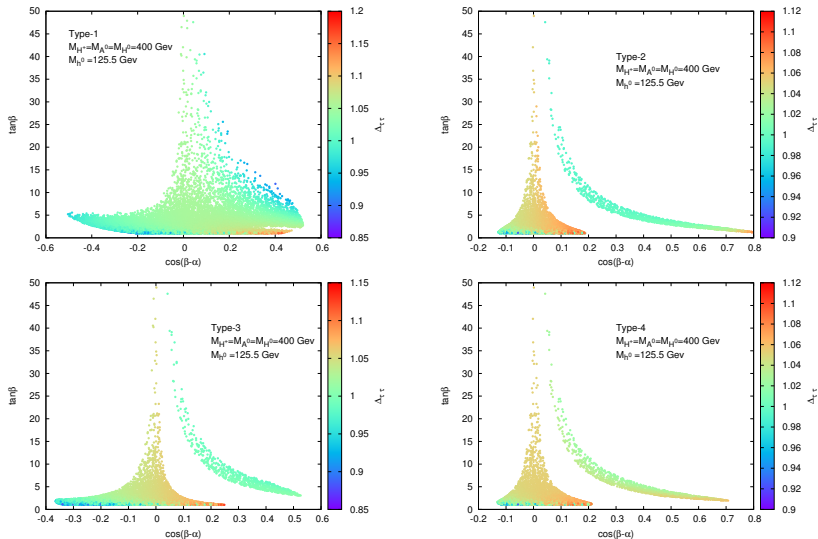 Type-1
M_H⁺=M_A⁰=M_H⁰=400 Gev
M_h⁰ =125.5 Gev
tanβ
50
45
40
35
30
25
20
15
10
5
0
-0.6 -0.4 -0.2 0 0.2 0.4 0.6
cos(β-α)
1.2
1.15
1.1
1.05
1
0.95
0.9
0.85
Δττ
Type-2
M_H⁺=M_A⁰=M_H⁰=400 Gev
M_h⁰ =125.5 Gev
tanβ
50
45
40
35
30
25
20
15
10
5
0
-0.2 -0.1 0 0.1 0.2 0.3 0.4 0.5 0.6 0.7 0.8
cos(β-α)
1.12
1.1
1.08
1.06
1.04
1.02
1
0.98
0.96
0.94
0.92
0.9
Δττ
Type-3
M_H⁺=M_A⁰=M_H⁰=400 Gev
M_h⁰ =125.5 Gev
tanβ
50
45
40
35
30
25
20
15
10
5
0
-0.4 -0.3 -0.2 -0.1 0 0.1 0.2 0.3 0.4 0.5 0.6
cos(β-α)
1.15
1.1
1.05
1
0.95
0.9
0.85
Δττ
Type-4
M_H⁺=M_A⁰=M_H⁰=400 Gev
M_h⁰ =125.5 Gev
tanβ
50
45
40
35
30
25
20
15
10
5
0
-0.2 -0.1 0 0.1 0.2 0.3 0.4 0.5 0.6 0.7 0.8
cos(β-α)
1.12
1.1
1.08
1.06
1.04
1.02
1
0.98
0.96
0.94
0.92
0.9
Δττ